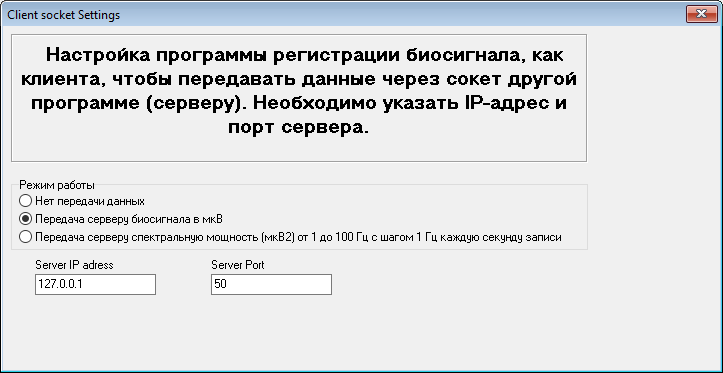 Client socket Settings
Настройка программы регистрации биосигнала, как
клиента, чтобы передавать данные через сокет другой
программе (серверу). Необходимо указать IP-адрес и
порт сервера.
Режим работы
Нет передачи данных
Передача серверу биосигнала в мкВ
Передача серверу спектральную мощность (мкВ2) от 1 до 100 Гц с шагом 1 Гц каждую секунду записи
Server IP adress
Server Port
127.0.0.1
50